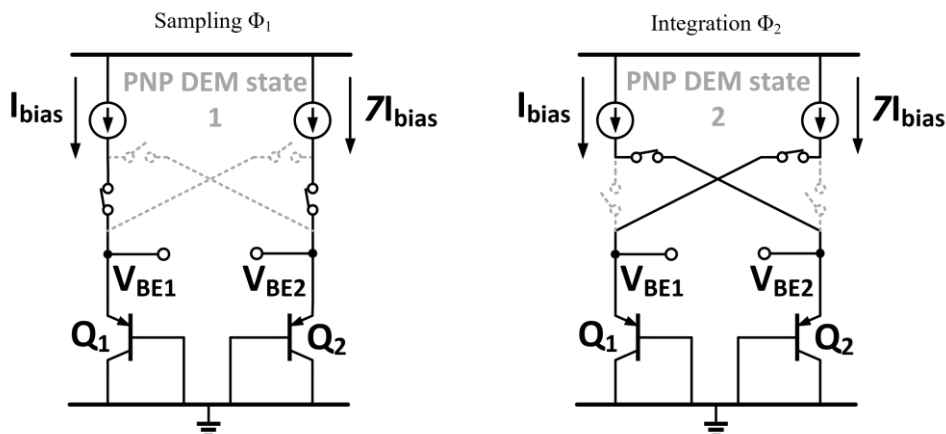 Sampling Φ1
PNP DEM state
1
Ibias
7Ibias
VBE1
VBE2
Q1
Q2
Integration Φ2
PNP DEM state
2
Ibias
7Ibias
VBE1
VBE2
Q1
Q2